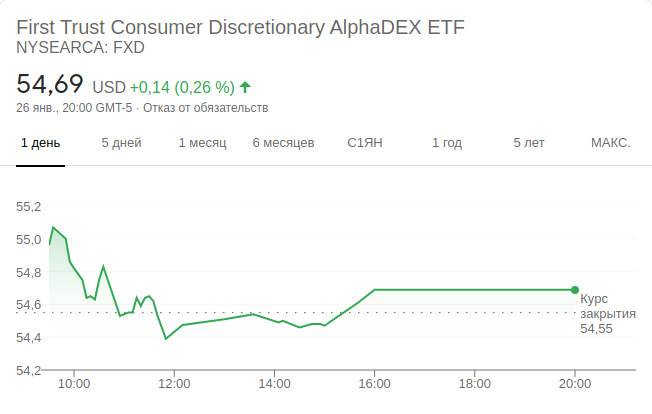 First Trust Consumer Discretionary AlphaDEX ETF
NYSEARCA: FXD
54,69 USD +0,14 (0,26 %)
26 янв., 20:00 GMT-5 · Отказ от обязательств
1 день 5 дней 1 месяц 6 месяцев С1ЯН 1 год 5 лет МАКС.
55,2
55,0
54,8
54,6
54,4
54,2
Курс
закрытия
54,55
10:00 12:00 14:00 16:00 18:00 20:00